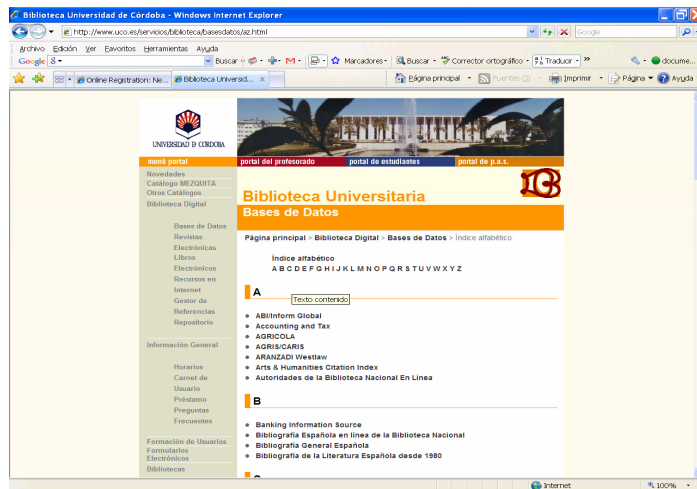 Biblioteca Universidad de Córdoba - Windows Internet Explorer
http://www.uco.es/servicios/biblioteca/basesdatos/az.html
Google
Archivo Edición Ver Favoritos Herramientas Ayuda
Google Buscar Marcadores Buscar Corrector ortográfico Traducir docume...
Online Registration: Ne... Biblioteca Universid... Página principal Fuentes Imprimir Página Ayuda
UNIVERSIDAD D CORDOBA
menú portal
portal del profesorado portal de estudiantes portal de p.a.s.
Novedades
Catálogo MEZQUITA
Otros Catálogos
Biblioteca Digital
Bases de Datos
Revistas
Electrónicas
Libros
Electrónicos
Recursos en
Internet
Gestor de
Referencias
Repositorio
Información General
Horarios
Carnet de
Usuario
Préstamo
Preguntas
Frecuentes
Formación de Usuarios
Formularios
Electrónicos
Bibliotecas
Biblioteca Universitaria
Bases de Datos
Página principal > Biblioteca Digital > Bases de Datos > Índice alfabético
Índice alfabético
A B C D E F G H I J K L M N O P Q R S T U V W X Y Z
A
Texto contenido
ABI/Inform Global
Accounting and Tax
AGRICOLA
AGRIS/CARIS
ARANZADI Westlaw
Arts & Humanities Citation Index
Autoridades de la Biblioteca Nacional En Línea
B
Banking Information Source
Bibliografía Española en línea de la Biblioteca Nacional
Bibliografía General Española
Bibliografía de la Literatura Española desde 1980
Internet 100%